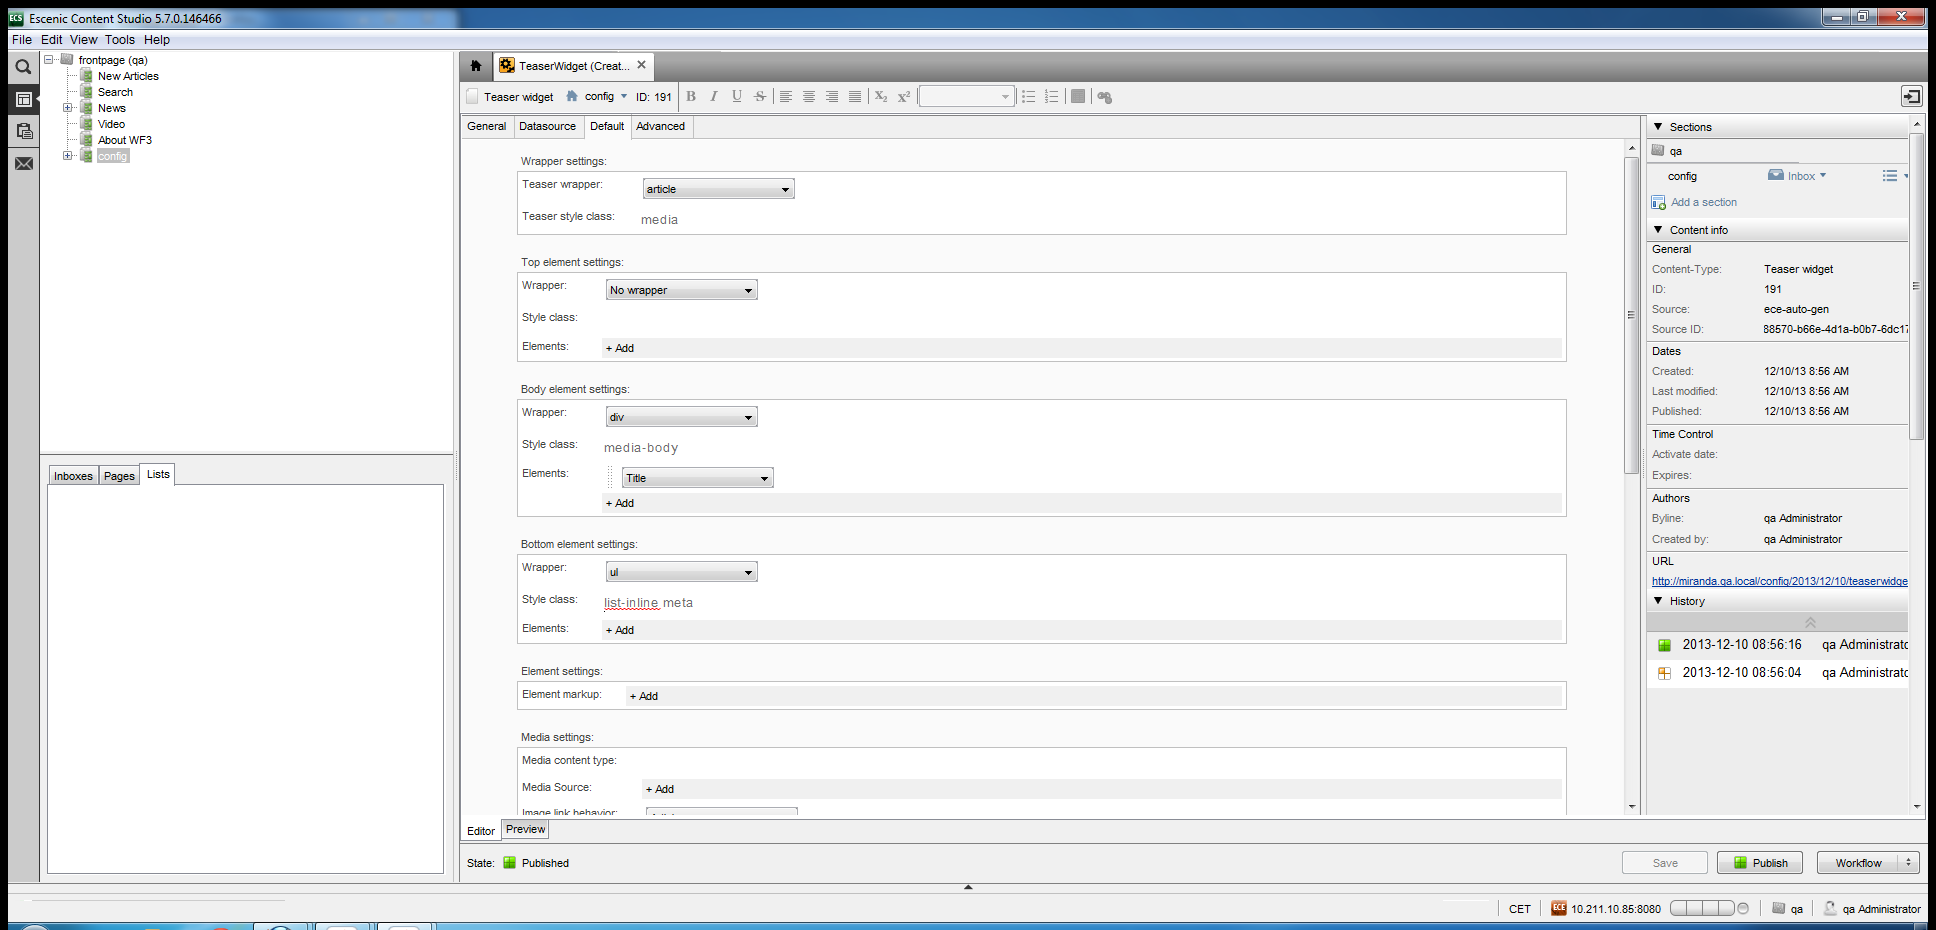 Escenic Content Studio 5.7.0.146466
File Edit View Tools Help
frontpage (qa)
New Articles
Search
News
Video
About WF3
config
Inboxes Pages Lists
TeaserWidget (Creat...
Teaser widget config ID: 191 B I U S X2 X2
General Datasource Default Advanced
Wrapper settings:
Teaser wrapper: article
Teaser style class: media
Top element settings:
Wrapper: No wrapper
Style class:
Elements: + Add
Body element settings:
Wrapper: div
Style class: media-body
Elements: Title
+ Add
Bottom element settings:
Wrapper: ul
Style class: list-inline meta
Elements: + Add
Element settings:
Element markup: + Add
Media settings:
Media content type:
Media Source: + Add
Image link behavior:
Editor Preview
State: Published
Save Publish Workflow
Sections
qa
config Inbox
Add a section
Content info
General
Content-Type: Teaser widget
ID: 191
Source: ece-auto-gen
Source ID: 88570-b66e-4d1a-b0b7-6dc17
Dates
Created: 12/10/13 8:56 AM
Last modified: 12/10/13 8:56 AM
Published: 12/10/13 8:56 AM
Time Control
Activate date:
Expires:
Authors
Byline: qa Administrator
Created by: qa Administrator
URL
http://miranda.qa.local/config/2013/12/10/teaserwidge
History
2013-12-10 08:56:16 qa Administrato
2013-12-10 08:56:04 qa Administrato
CET ECE 10.211.10.85:8080 qa qa Administrator